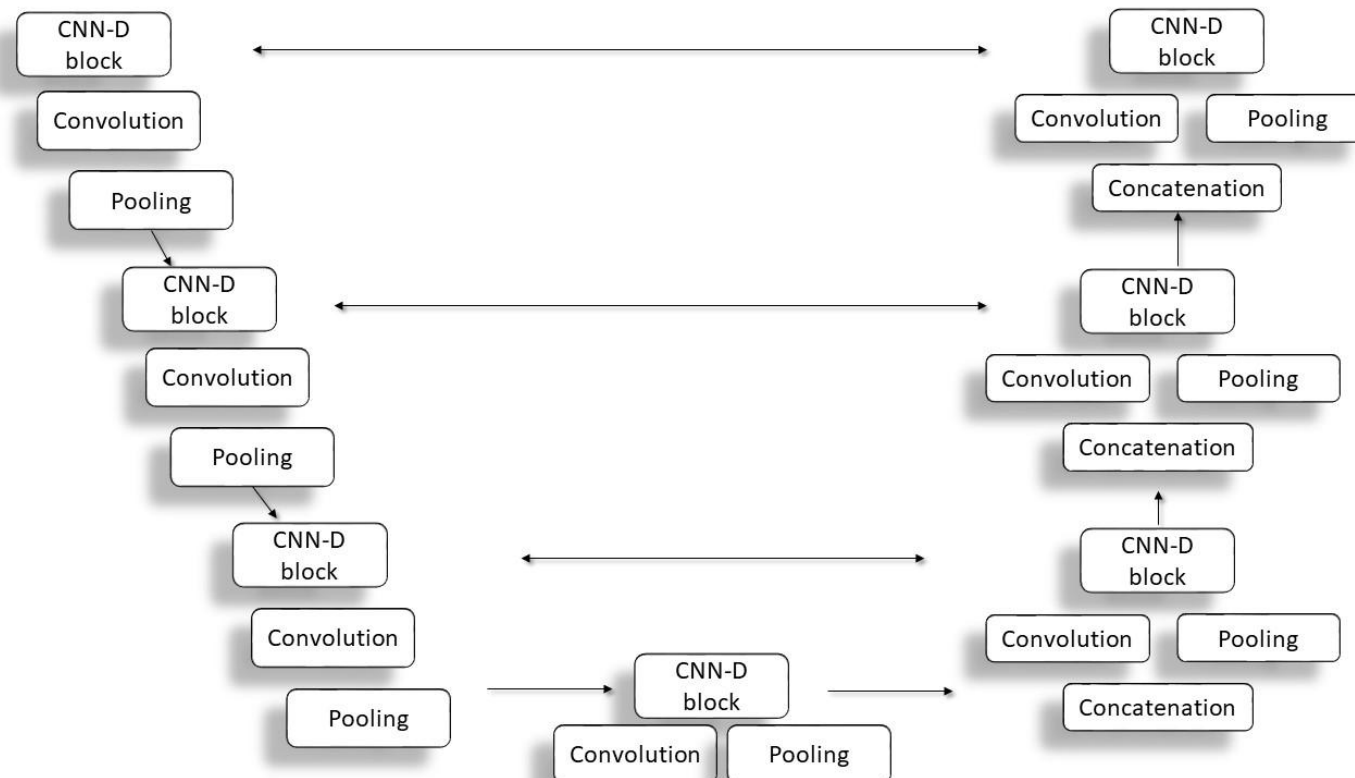 CNN-D
block
Convolution
Pooling
CNN-D
block
Convolution
Pooling
CNN-D
block
Convolution
Pooling
CNN-D
block
Convolution
Pooling
CNN-D
block
Convolution
Pooling
Concatenation
CNN-D
block
Convolution
Pooling
Concatenation
CNN-D
block
Convolution
Pooling
Concatenation